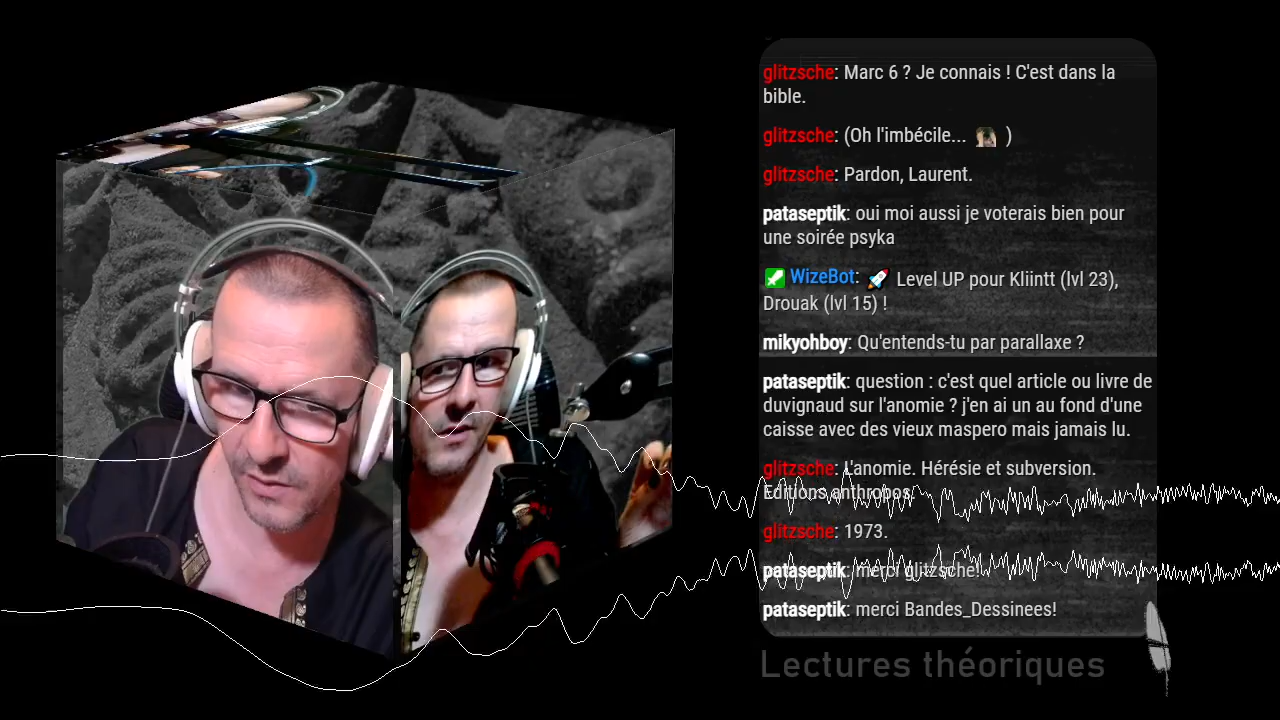 glitzsche: Marc 6 ? Je connais ! C'est dans la
bible.
glitzsche: (Oh l'imbécile... )
glitzsche: Pardon, Laurent.
pataseptik: oui moi aussi je voterais bien pour
une soirée psyka
WizeBot: 🚀 Level UP pour Kliintt (lvl 23),
Drouak (lvl 15) !
mikyohboy: Qu'entends-tu par parallaxe ?
pataseptik: question : c'est quel article ou livre de
duvignaud sur l'anomie ? j'en ai un au fond d'une
caisse avec des vieux maspero mais jamais lu.
glitzsche: L'anomie. Hérésie et subversion.
Editions anthropos.
glitzsche: 1973.
pataseptik: merci glitzsche!
pataseptik: merci Bandes_Dessinees!
Lectures théoriques